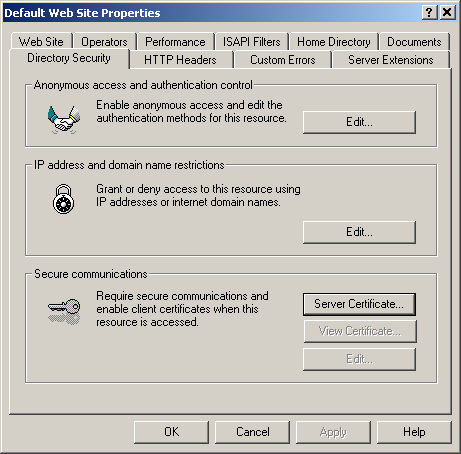 Default Web Site Properties
Web Site Operators Performance ISAPI Filters Home Directory Documents
Directory Security HTTP Headers Custom Errors Server Extensions
Anonymous access and authentication control
Enable anonymous access and edit the
authentication methods for this resource.
Edit...
IP address and domain name restrictions
Grant or deny access to this resource using
IP addresses or internet domain names.
Edit...
Secure communications
Require secure communications and
enable client certificates when this
resource is accessed.
Server Certificate...
View Certificate...
Edit...
OK Cancel Apply Help